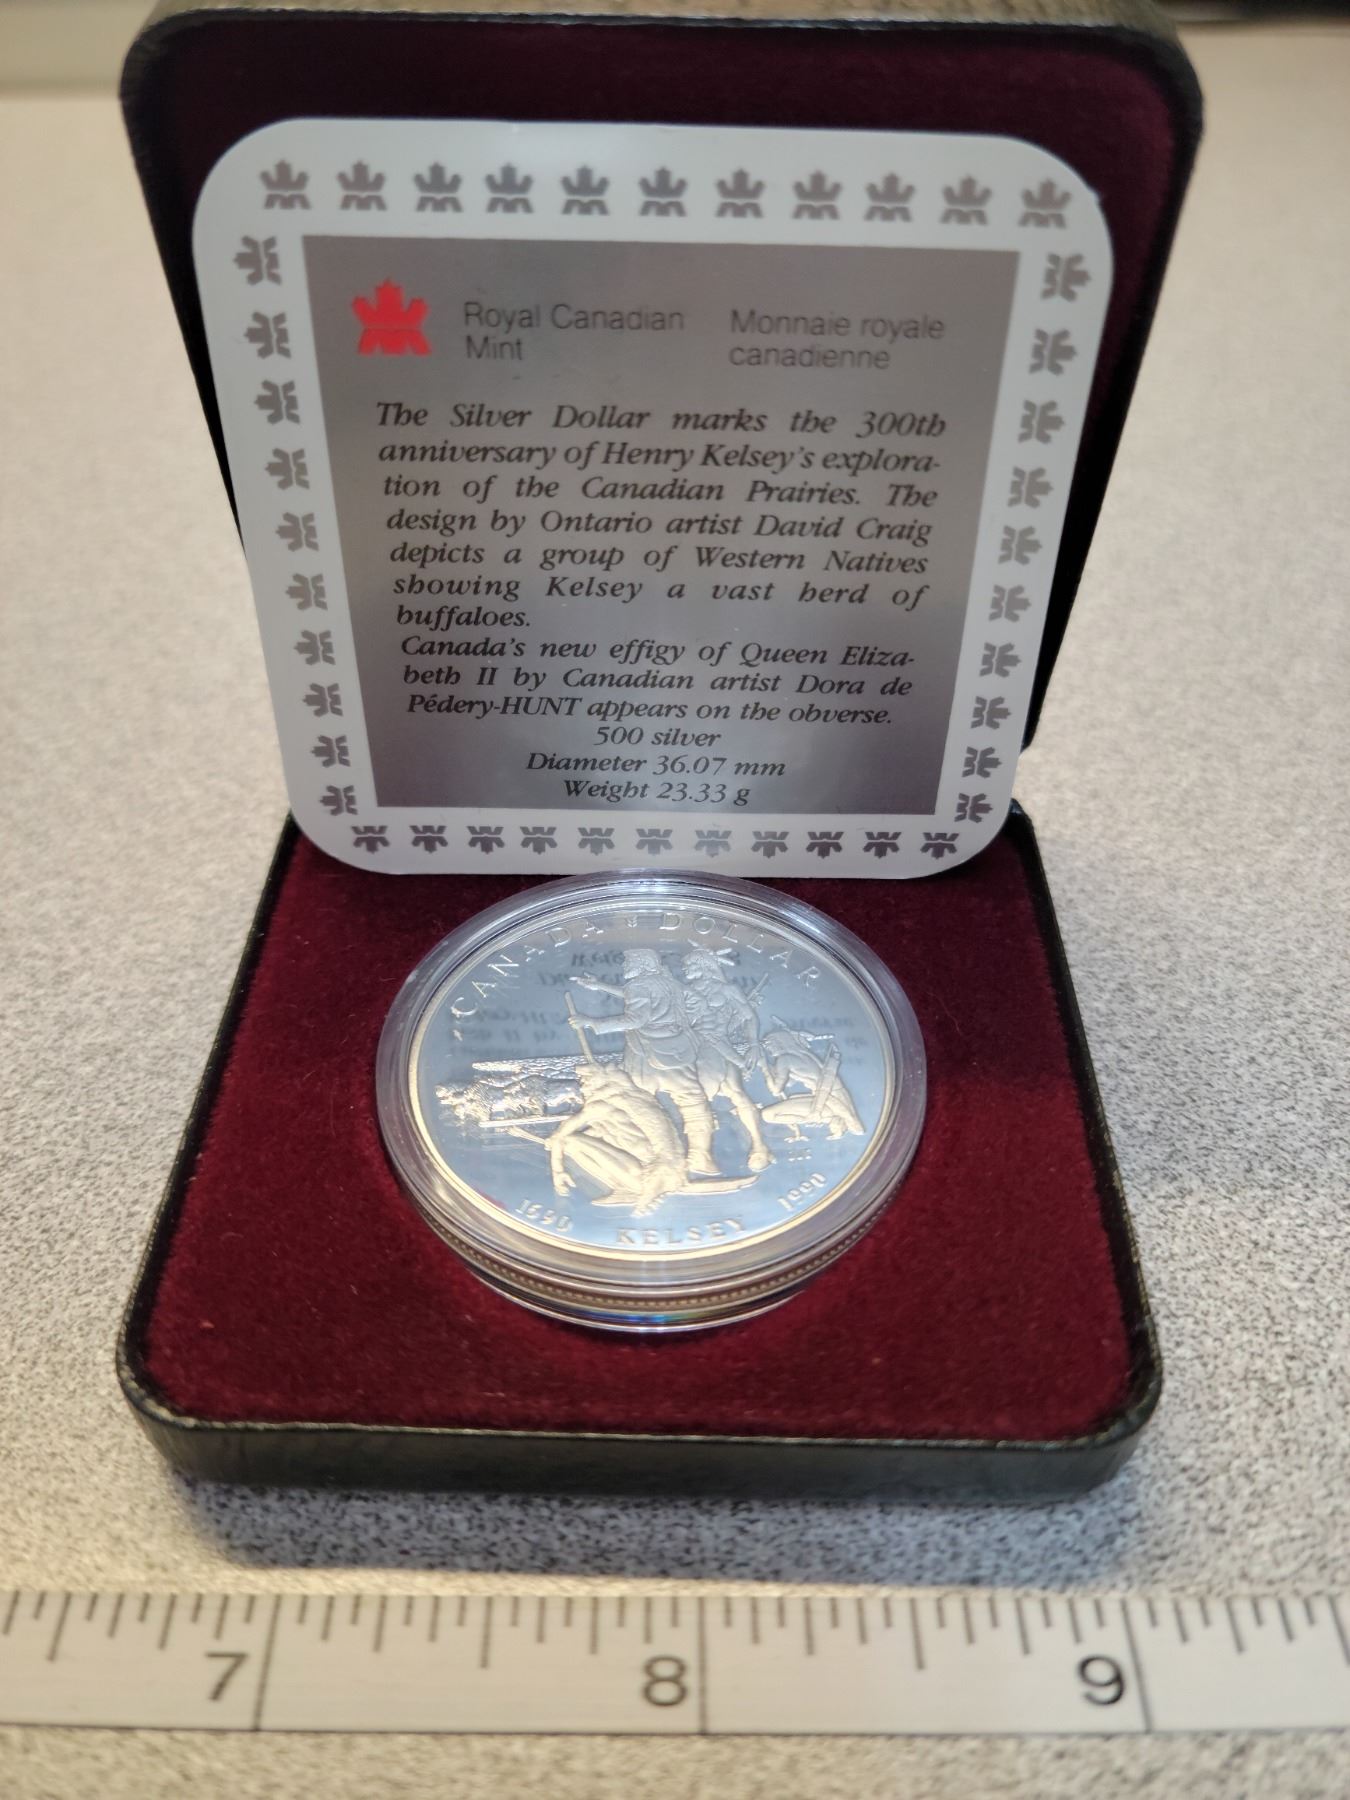 Royal Canadian
Mint
Monnaie royale
canadienne
The Silver Dollar marks the 300th
anniversary of Henry Kelsey's explora-
tion of the Canadian Prairies. The
design by Ontario artist David Craig
depicts a group of Western Natives
showing Kelsey a vast herd of
buffaloes.
Canada's new effigy of Queen Eliza-
beth II by Canadian artist Dora de
Pédery-HUNT appears on the obverse.
500 silver
Diameter 36.07 mm
Weight 23.33 g
CANADA DOLLAR
1690 KELSEY 1990
7 8 9